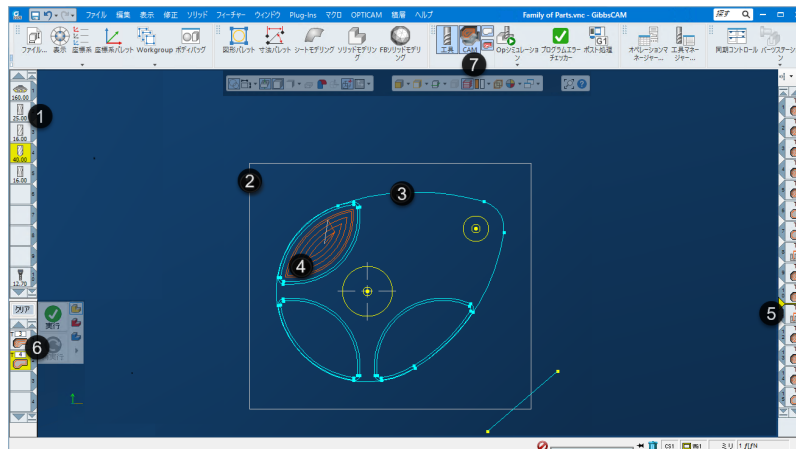 ファイル 編集 表示 修正 ソリッド フィーチャー ウィンドウ Plug-Ins マクロ OPTICAM 積層 ヘルプ
Family of Parts.vnc - GibbsCAM
探す
ファイル... 表示 座標系 座標系パレット Workgroup ボディバッグ
図形パレット 寸法パレット シートモデリング ソリッドモデリング FBソリッドモデリング
工具 CAM Opシミュレーション プログラムエラーチェッカー ポスト処理
G1
オペレーションマネージャー... 工具マネージャー...
同期コントロール
7
160.00
1
25.00
16.00
40.00
16.00
12.70
2
3
4
5
クリア
実行
6
CS1
ミリ